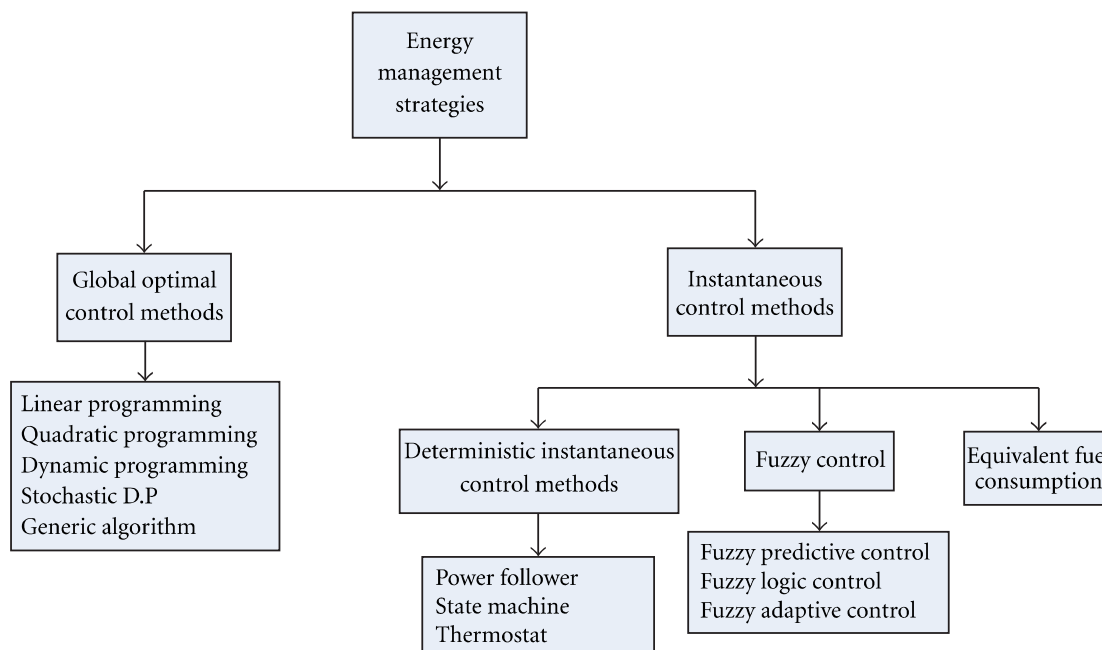 Energy
management
strategies
Global optimal
control methods
Instantaneous
control methods
Linear programming
Quadratic programming
Dynamic programming
Stochastic D.P
Generic algorithm
Deterministic instantaneous
control methods
Fuzzy control
Equivalent fue
consumption
Power follower
State machine
Thermostat
Fuzzy predictive control
Fuzzy logic control
Fuzzy adaptive control